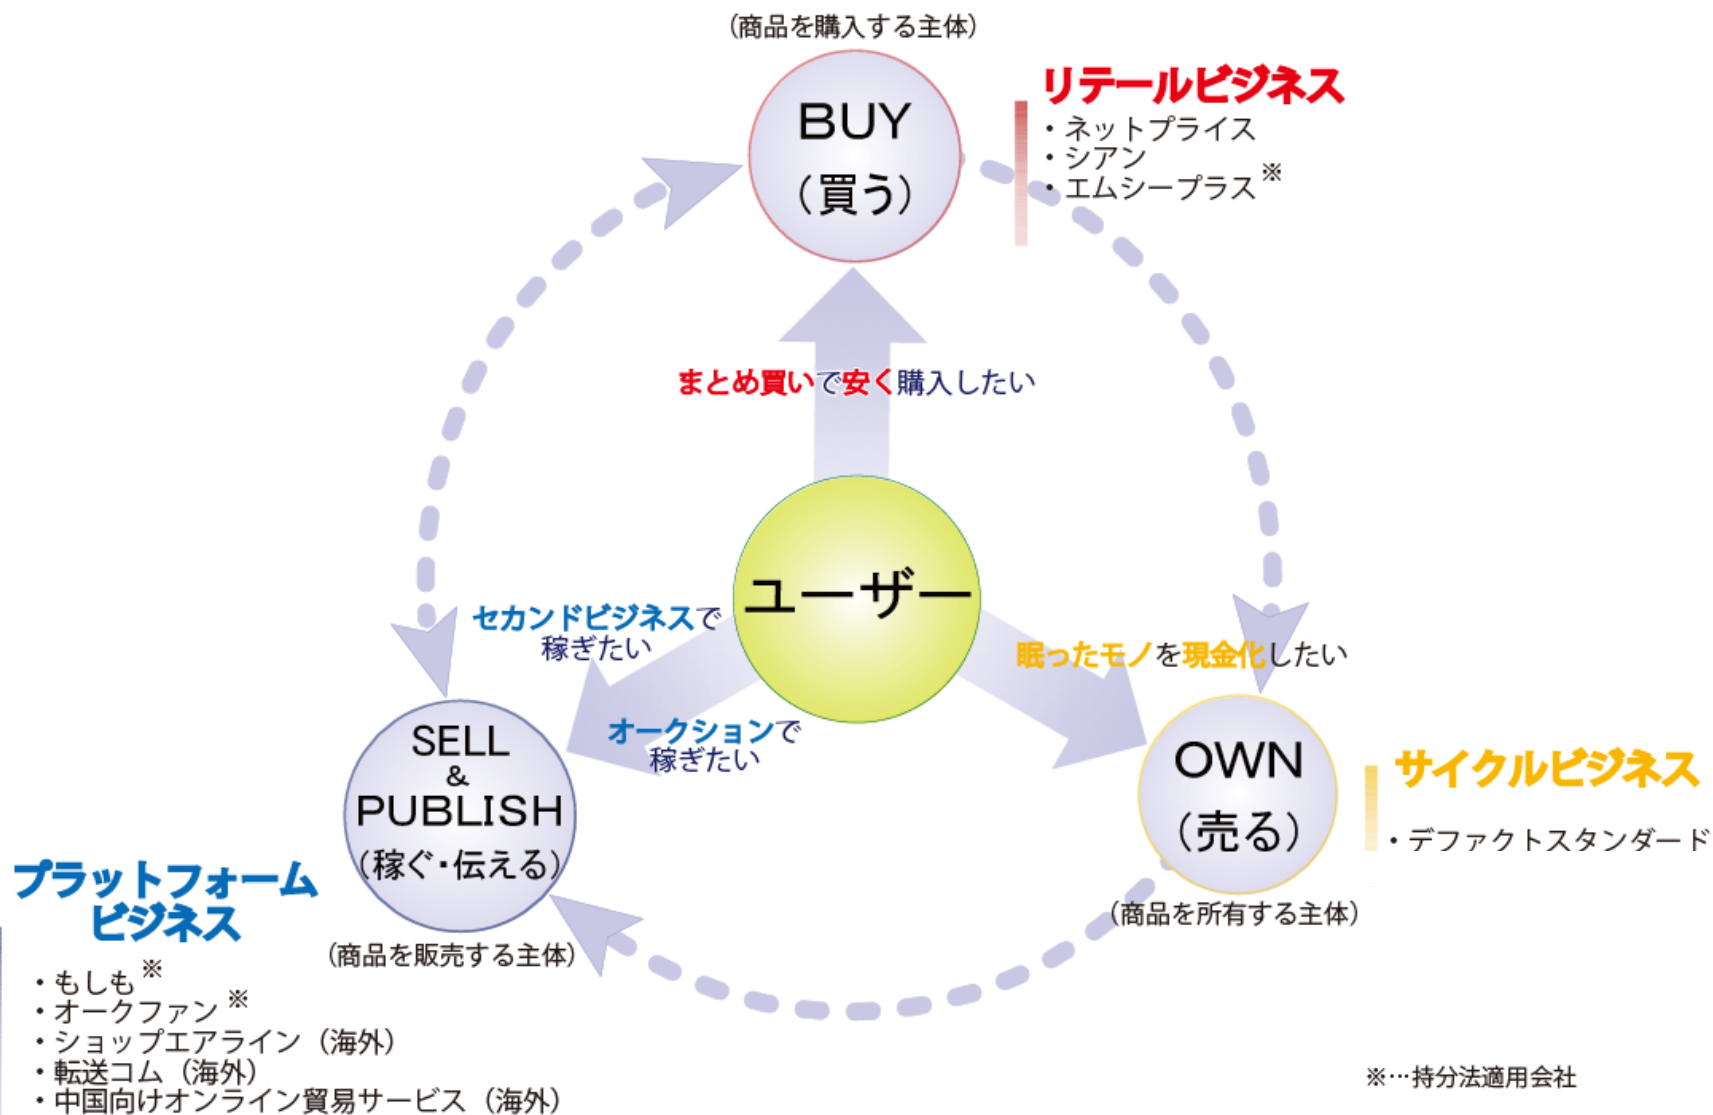 （商品を購入する主体）
BUY
（買う）
リテールビジネス
・ネットプライス
・シアン
・エムシープラス※
まとめ買いで安く購入したい
ユーザー
セカンドビジネスで
稼ぎたい
オークションで
稼ぎたい
眠ったモノを現金化したい
SELL
&
PUBLISH
（稼ぐ・伝える）
（商品を販売する主体）
OWN
（売る）
（商品を所有する主体）
サイクルビジネス
・デファクトスタンダード
プラットフォーム
ビジネス
・もしも※
・オークファン※
・ショップエアライン（海外）
・転送コム（海外）
・中国向けオンライン貿易サービス（海外）
※…持分法適用会社